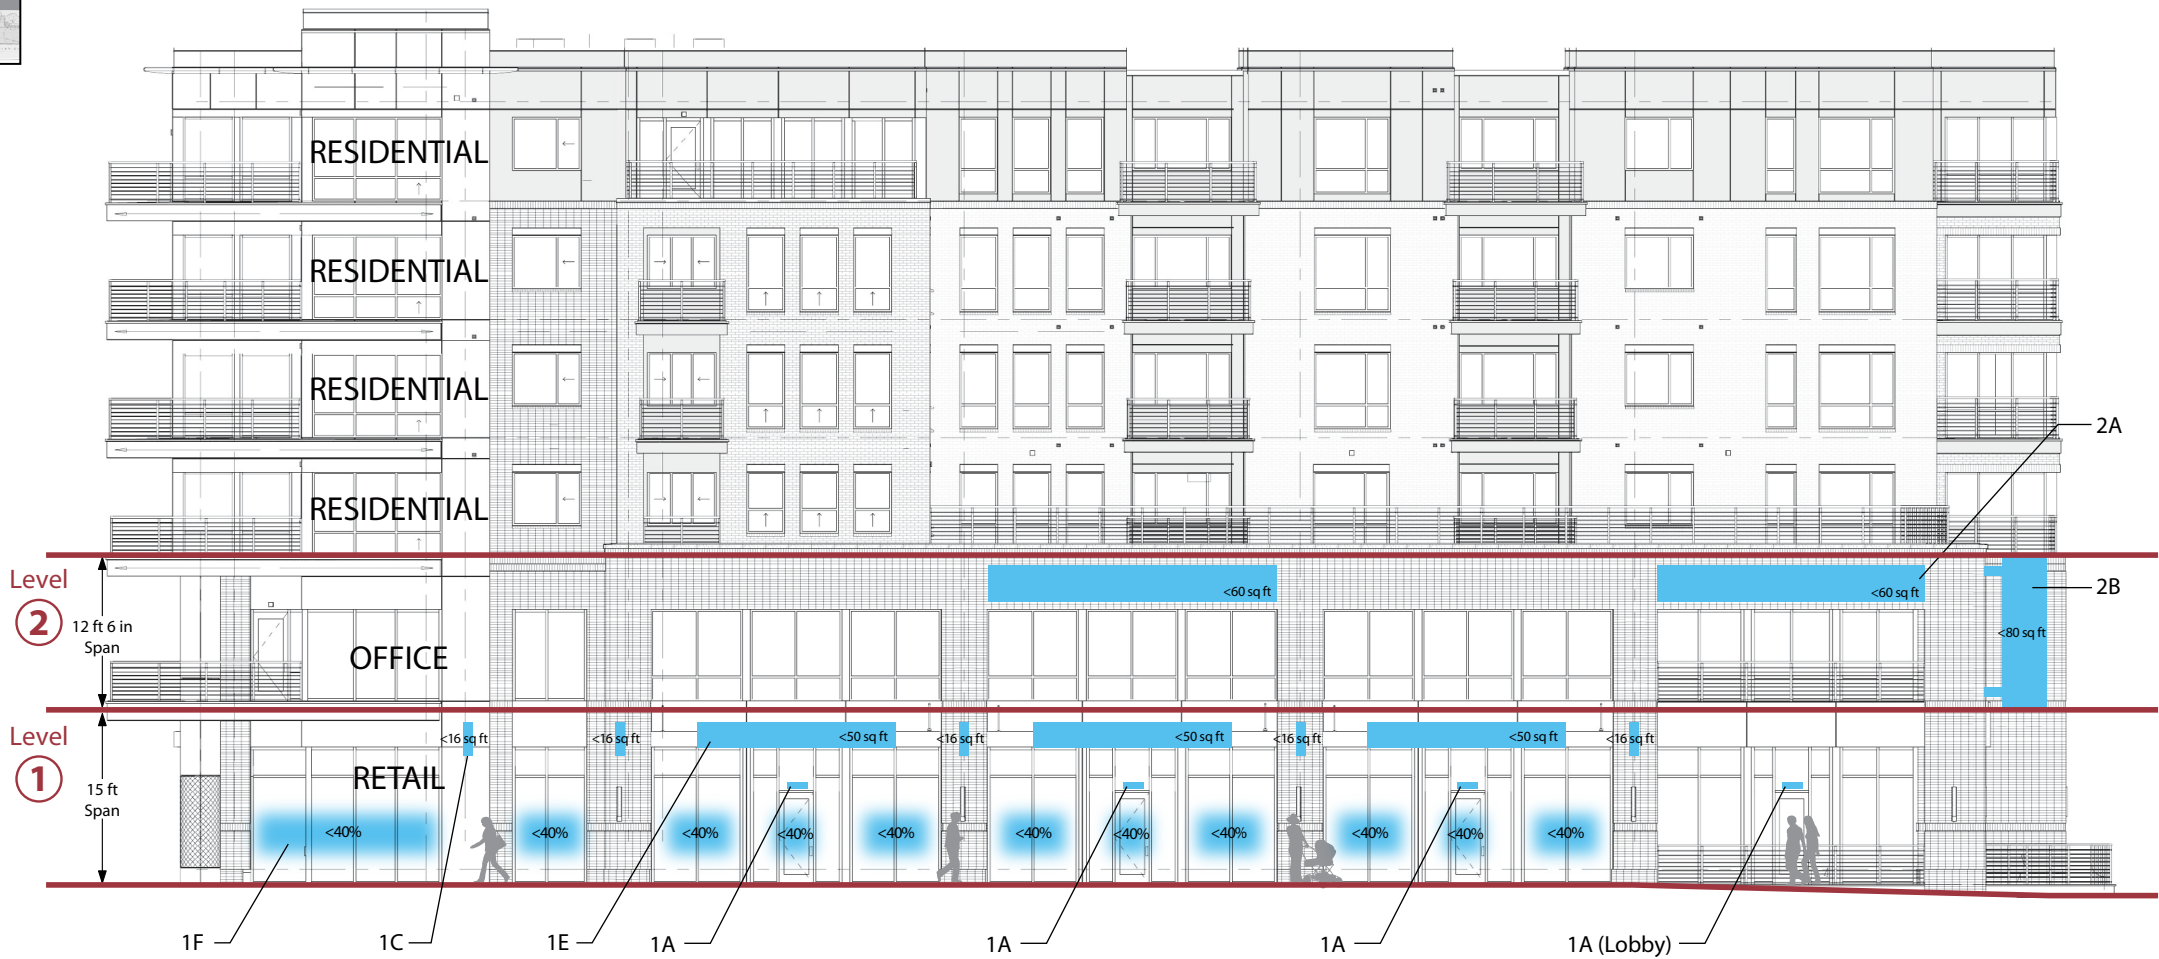 RESIDENTIAL
RESIDENTIAL
RESIDENTIAL
RESIDENTIAL
2A
Level
2
12 ft 6 in
Span
OFFICE
<60 sq ft
<60 sq ft
2B
<80 sq ft
Level
1
15 ft
Span
RETAIL
<16 sq ft
<16 sq ft
<50 sq ft
<16 sq ft
<50 sq ft
<16 sq ft
<50 sq ft
<16 sq ft
<40%
<40%
<40%
<40%
<40%
<40%
<40%
<40%
<40%
<40%
<40%
1F
1C
1E
1A
1A
1A
1A (Lobby)